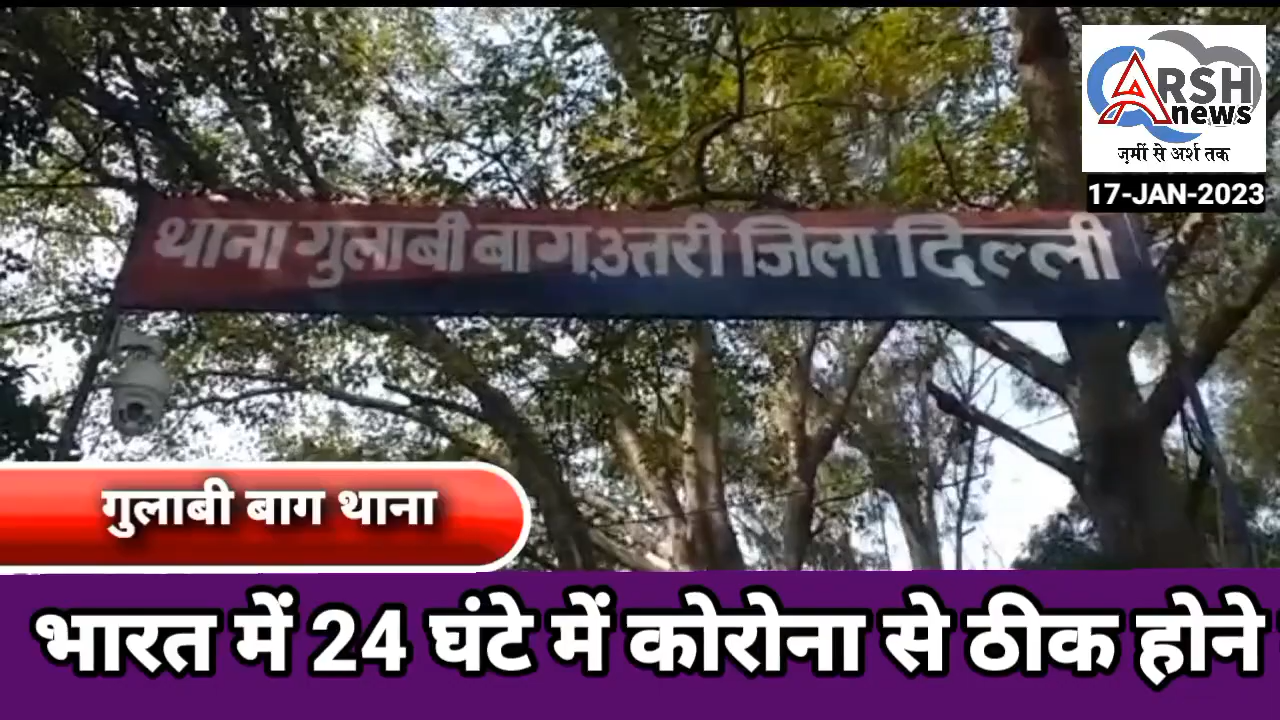 ARSH
news
ज़मीं से अर्श तक
17-JAN-2023
थाना गुलाबी बाग,उत्तरी जिला दिल्ली
गुलाबी बाग थाना
भारत में 24 घंटे में कोरोना से ठीक होने